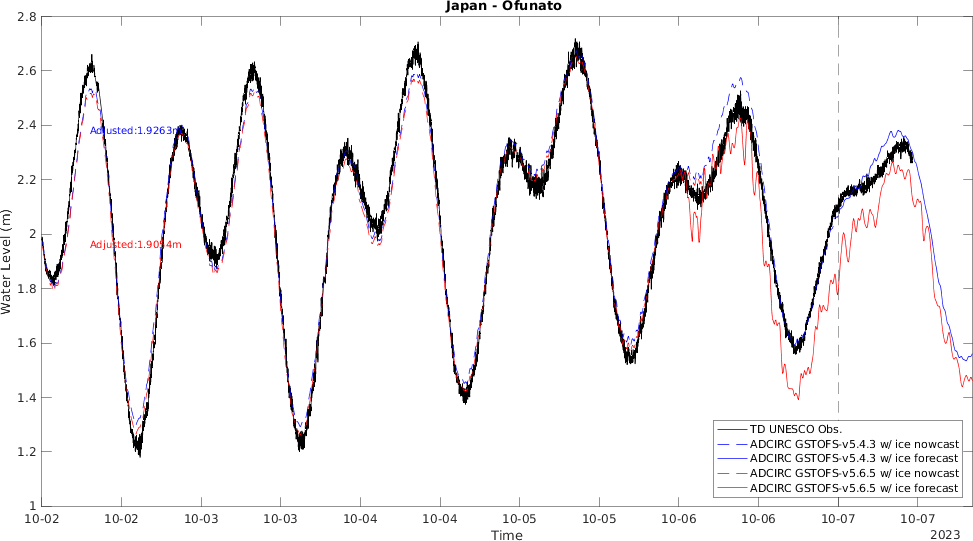 Japan - Ofunato
2.8
2.6
2.4
2.2
2
1.8
1.6
1.4
1.2
1
Water Level (m)
Adjusted:1.9263m
Adjusted:1.9054m
TD UNESCO Obs.
ADCIRC GSTOFS-v5.4.3 w/ ice nowcast
ADCIRC GSTOFS-v5.4.3 w/ ice forecast
ADCIRC GSTOFS-v5.6.5 w/ ice nowcast
ADCIRC GSTOFS-v5.6.5 w/ ice forecast
10-02 10-02 10-03 10-03 10-04 10-04 10-05 10-05 10-06 10-06 10-07 10-07
Time
2023